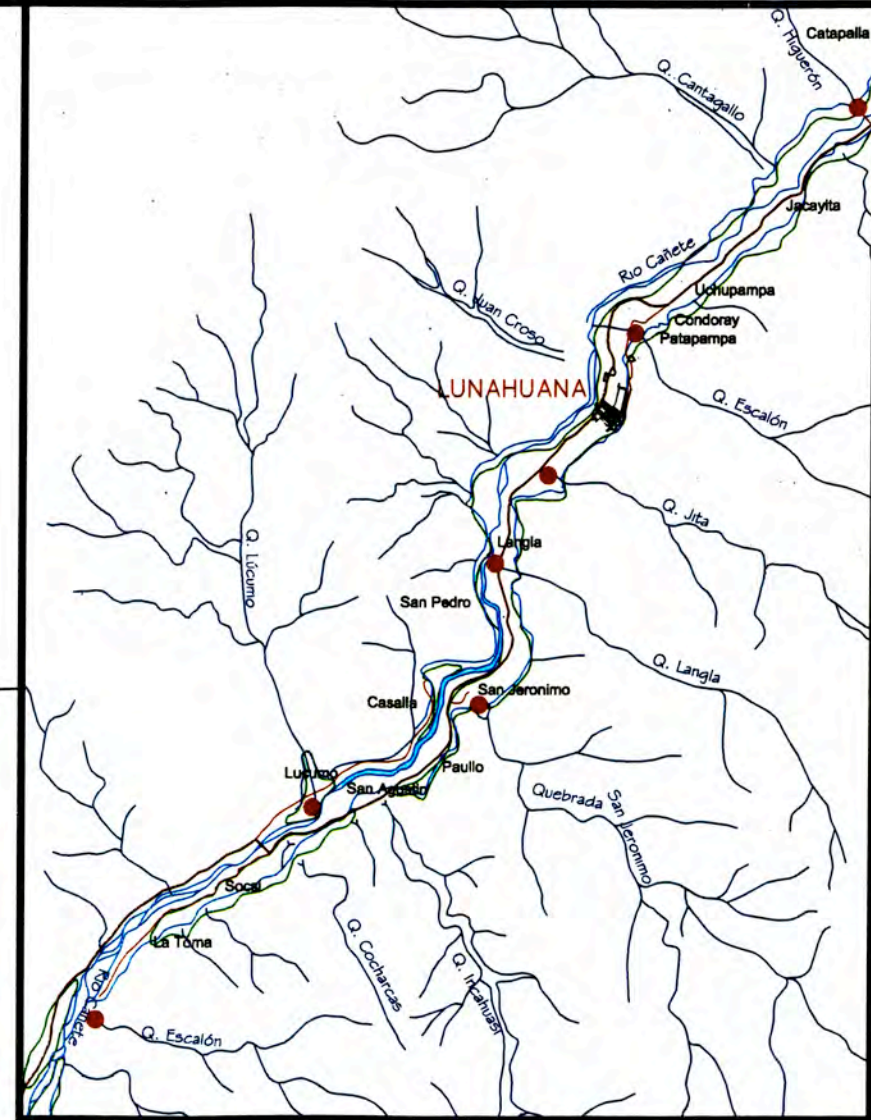 Catapalla
Q. Higuerón
Q. Cantagallo
Jacayita
Rio Cañete
Uchupampa
Q. Juan Croso
Condoray
Patapampa
LUNAHUANA
Q. Escalón
Q. Jita
Langla
Q. Lúcumo
San Pedro
Q. Langla
San Jeronimo
Casalla
Paullo
Lucumo
San Agustin
Quebrada San Jeronimo
Socsi
La Toma
Q. Cocharcas
Q. Incahuasi
Rio Cañete
Q. Escalón